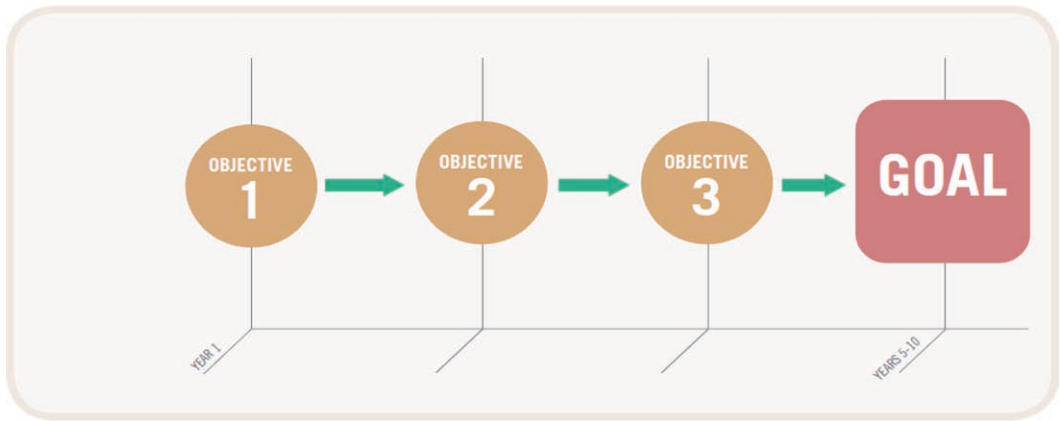 OBJECTIVE
1
OBJECTIVE
2
OBJECTIVE
3
GOAL
YEAR 1
YEARS 5-10